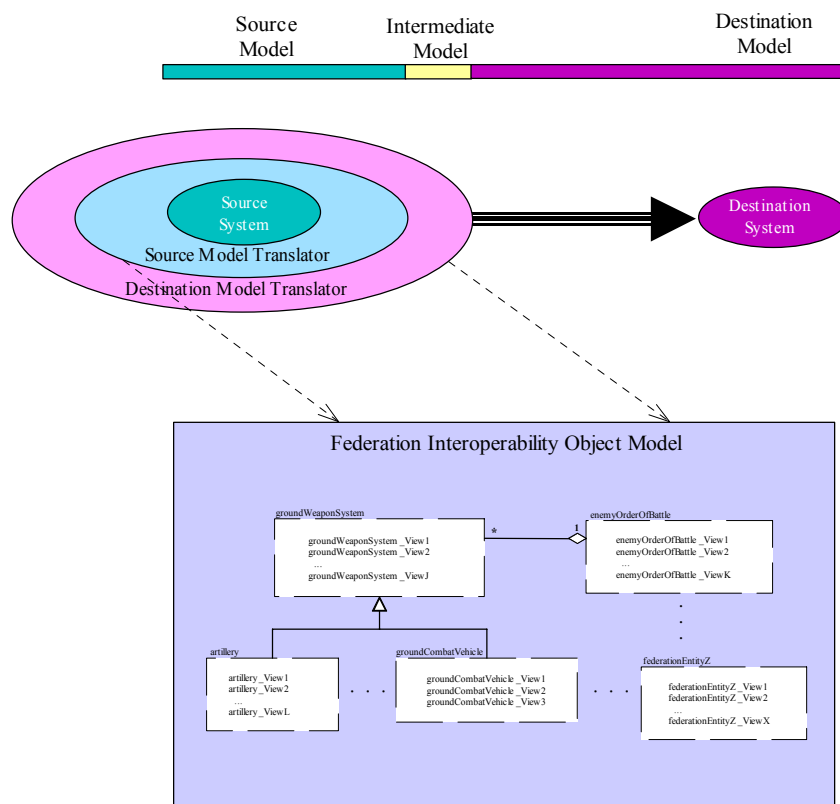 Source
Model
Intermediate
Model
Destination
Model
Source
System
Source Model Translator
Destination Model Translator
Destination
System
Federation Interoperability Object Model
groundWeaponSystem
groundWeaponSystem _View1
groundWeaponSystem _View2
...
groundWeaponSystem _ViewJ
*
1
enemyOrderOfBattle
enemyOrderOfBattle _View1
enemyOrderOfBattle _View2
...
enemyOrderOfBattle _ViewK
artillery
artillery _View1
artillery _View2
...
artillery _ViewL
groundCombatVehicle
groundCombatVehicle _View1
groundCombatVehicle _View2
groundCombatVehicle _View3
federationEntityZ
federationEntityZ _View1
federationEntityZ _View2
...
federationEntityZ _ViewX